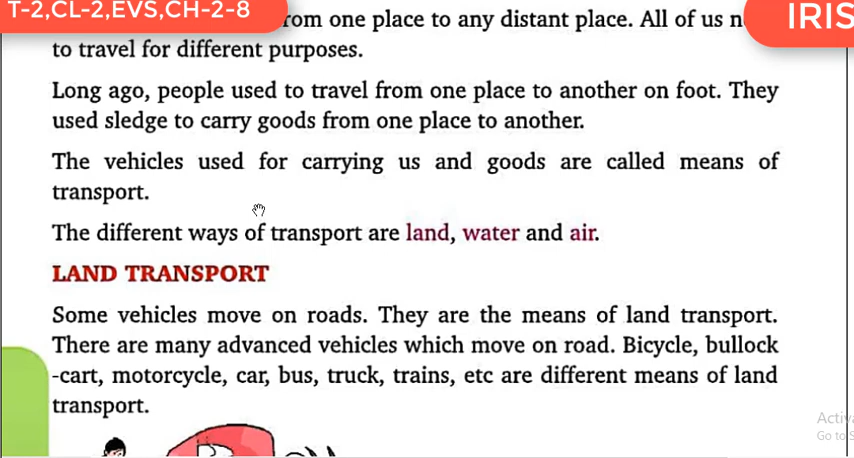 T-2,CL-2,EVS,CH-2-8
IRIS
from one place to any distant place. All of us
to travel for different purposes.
Long ago, people used to travel from one place to another on foot. They
used sledge to carry goods from one place to another.
The vehicles used for carrying us and goods are called means of
transport.
The different ways of transport are land, water and air.
LAND TRANSPORT
Some vehicles move on roads. They are the means of land transport.
There are many advanced vehicles which move on road. Bicycle, bullock
-cart, motorcycle, car, bus, truck, trains, etc are different means of land
transport.
Go to